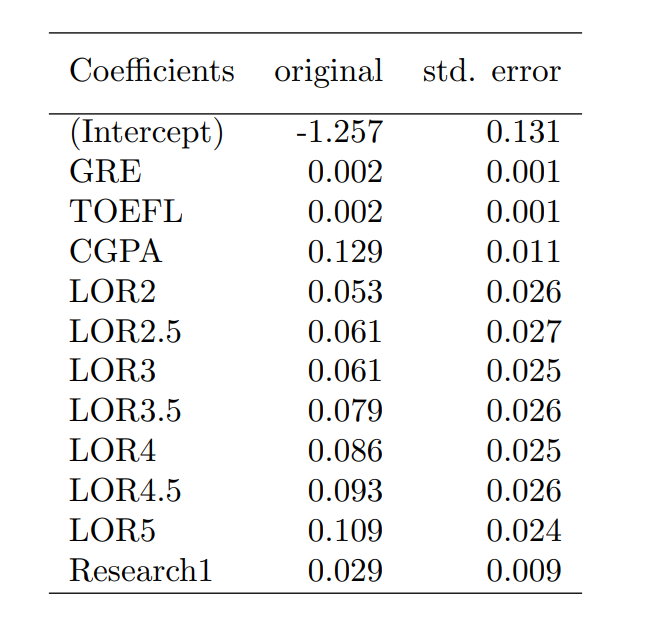 Coefficients original std. error
(Intercept) -1.257 0.131
GRE 0.002 0.001
TOEFL 0.002 0.001
CGPA 0.129 0.011
LOR2 0.053 0.026
LOR2.5 0.061 0.027
LOR3 0.061 0.025
LOR3.5 0.079 0.026
LOR4 0.086 0.025
LOR4.5 0.093 0.026
LOR5 0.109 0.024
Research1 0.029 0.009